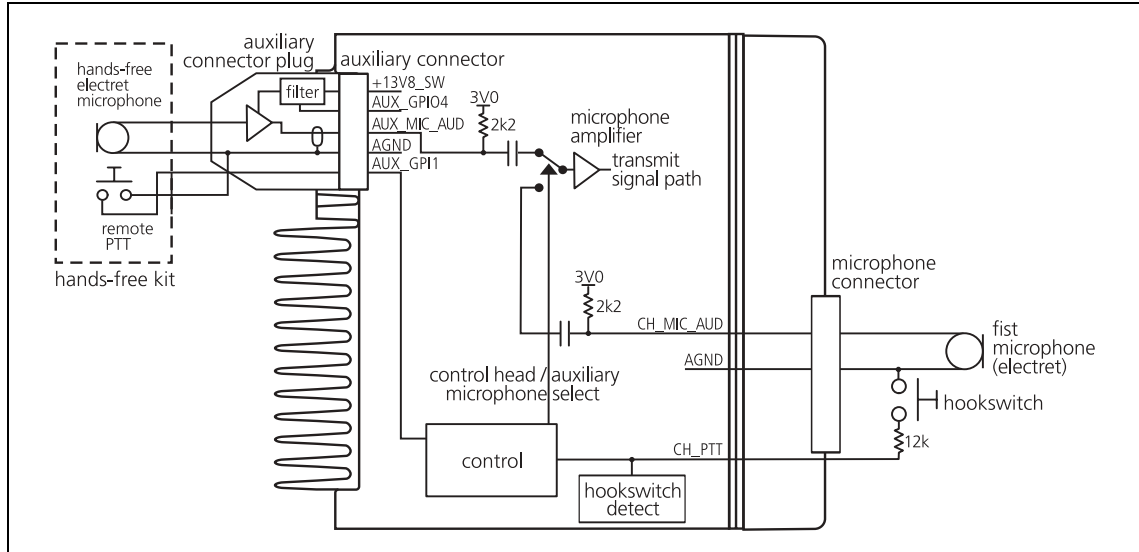 auxiliary
connector plug
auxiliary connector
hands-free
electret
microphone
filter
+13V8_SW
AUX_GPIO4
AUX_MIC_AUD
AGND
AUX_GPI1
3V0
2k2
microphone
amplifier
transmit
signal path
remote
PTT
hands-free kit
3V0
2k2
CH_MIC_AUD
AGND
microphone
connector
fist
microphone
(electret)
control head / auxiliary
microphone select
hookswitch
12k
control
CH_PTT
hookswitch
detect